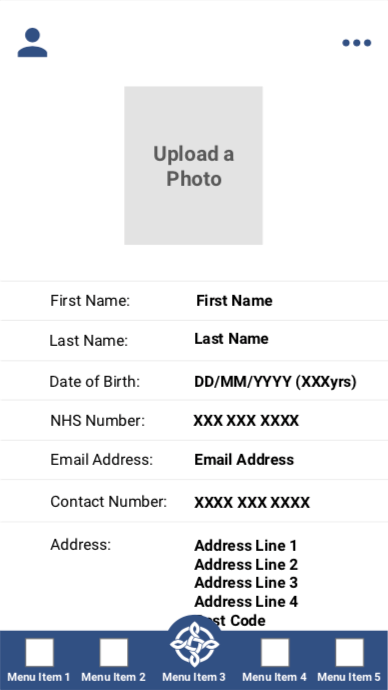 Upload a
Photo
First Name: First Name
Last Name: Last Name
Date of Birth: DD/MM/YYYY (XXXyrs)
NHS Number: XXX XXX XXXX
Email Address: Email Address
Contact Number: XXXX XXX XXXX
Address: Address Line 1
Address Line 2
Address Line 3
Address Line 4
Code
Menu Item 1 Menu Item 2 Menu Item 3 Menu Item 4 Menu Item 5